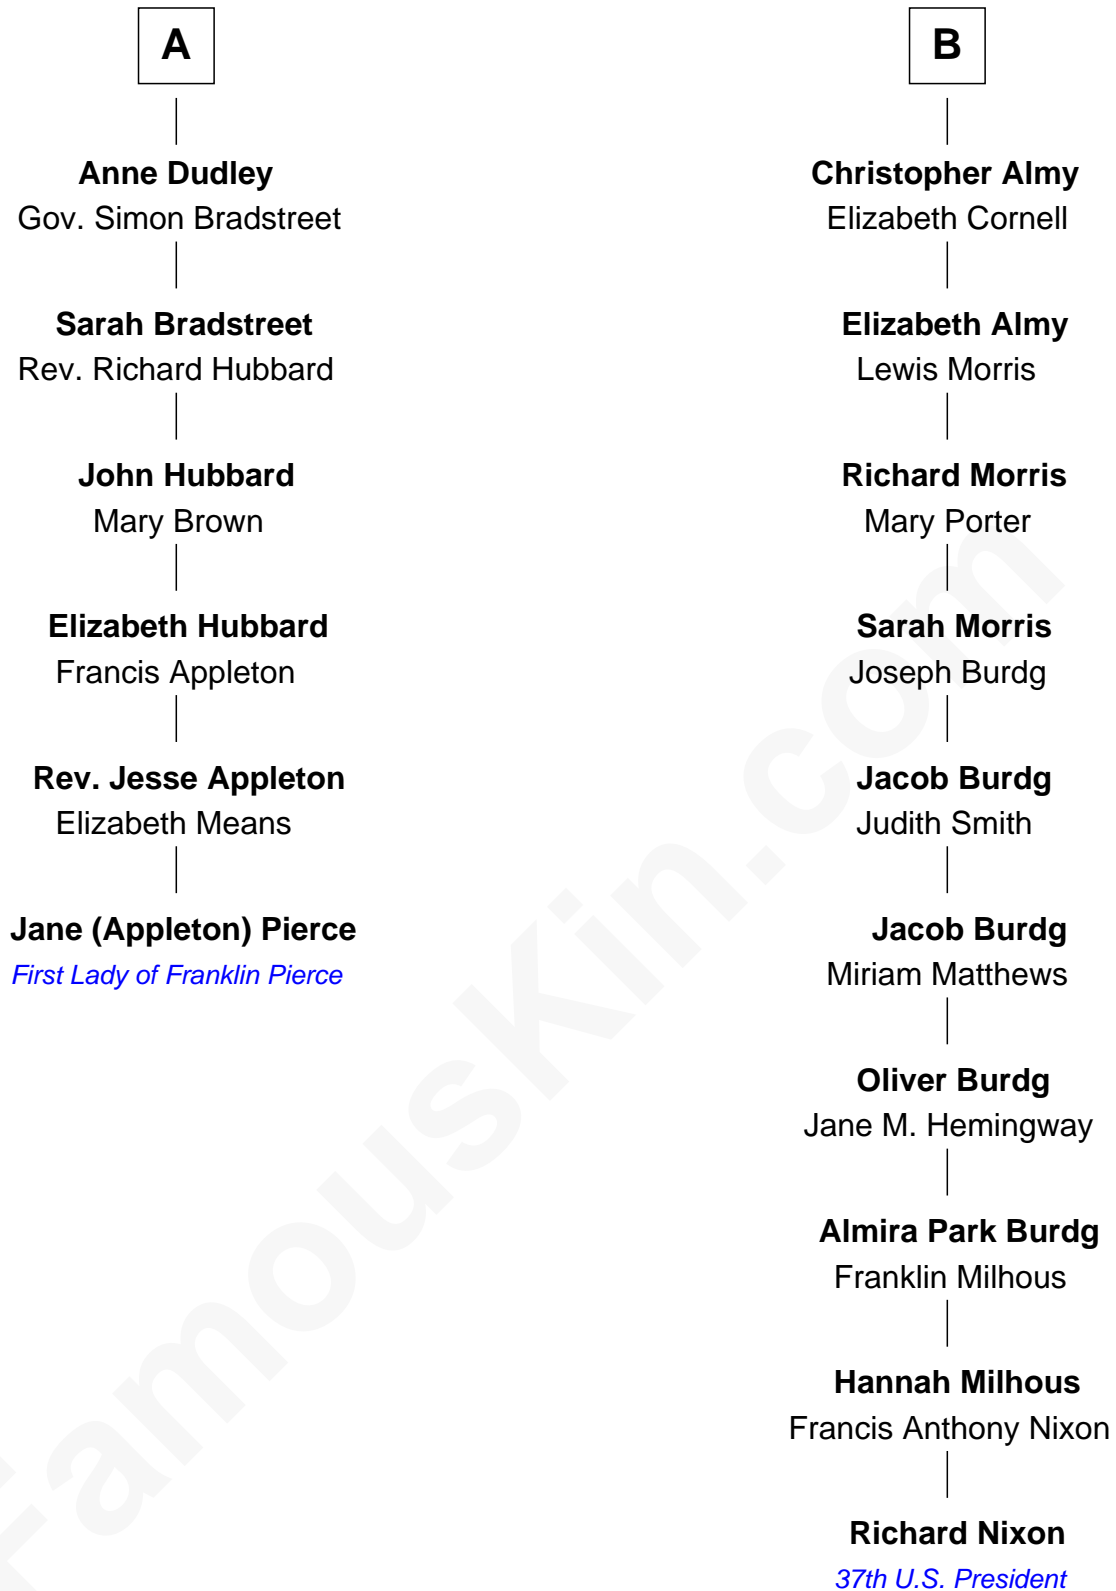 A
Anne Dudley
Gov. Simon Bradstreet
Sarah Bradstreet
Rev. Richard Hubbard
John Hubbard
Mary Brown
Elizabeth Hubbard
Francis Appleton
Rev. Jesse Appleton
Elizabeth Means
Jane (Appleton) Pierce
First Lady of Franklin Pierce
B
Christopher Almy
Elizabeth Cornell
Elizabeth Almy
Lewis Morris
Richard Morris
Mary Porter
Sarah Morris
Joseph Burdg
Jacob Burdg
Judith Smith
Jacob Burdg
Miriam Matthews
Oliver Burdg
Jane M. Hemingway
Almira Park Burdg
Franklin Milhous
Hannah Milhous
Francis Anthony Nixon
Richard Nixon
37th U.S. President
FamousKin.com